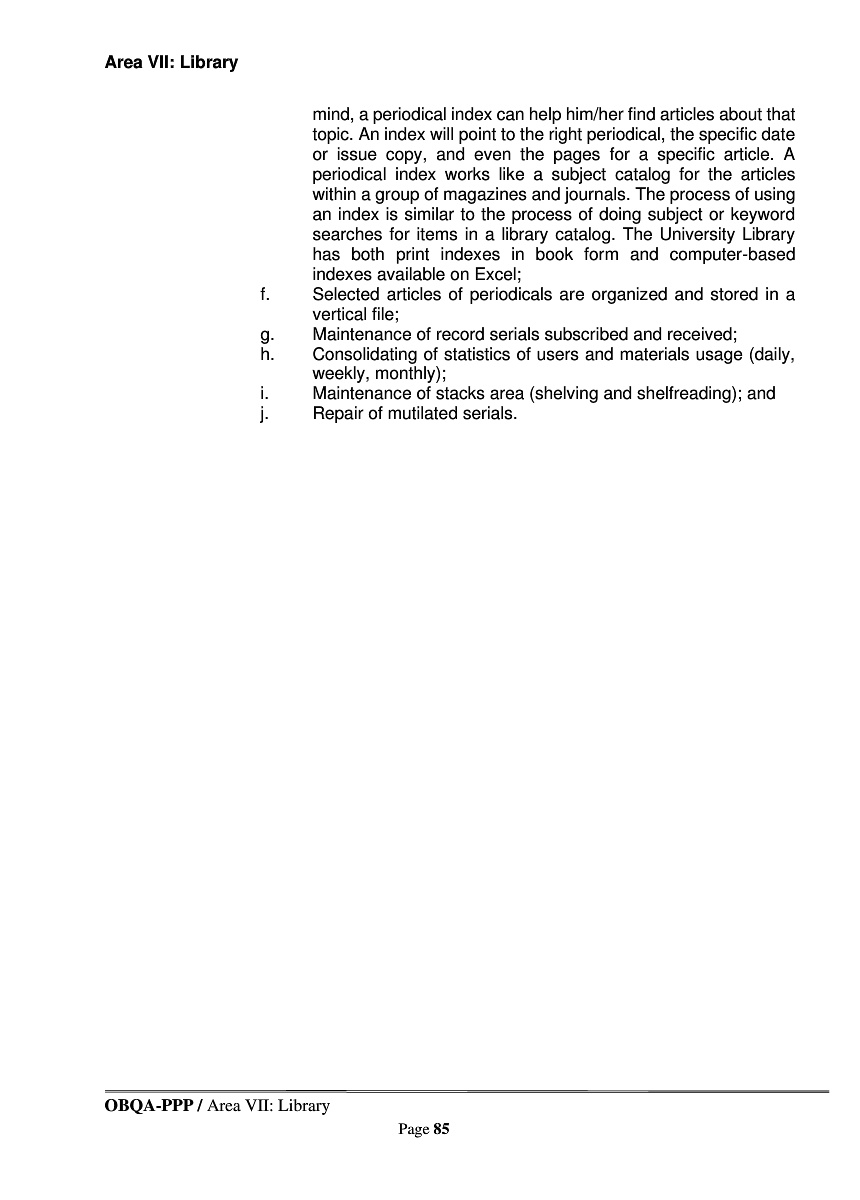 Area VII: Library
mind, a periodical index can help him/her find articles about that
topic. An index will point to the right periodical, the specific date
or issue copy, and even the pages for a specific article. A
periodical index works like a subject catalog for the articles
within a group of magazines and journals. The process of using
an index is similar to the process of doing subject or keyword
searches for items in a library catalog. The University Library
has both print indexes in book form and computer-based
indexes available on Excel;
f. Selected articles of periodicals are organized and stored in a
vertical file;
g. Maintenance of record serials subscribed and received;
h. Consolidating of statistics of users and materials usage (daily,
weekly, monthly);
i. Maintenance of stacks area (shelving and shelfreading); and
j. Repair of mutilated serials.
OBQA-PPP / Area VII: Library
Page 85